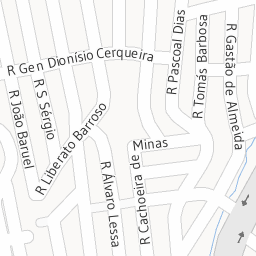 R Gen Dionísio Cerqueira
R Pascoal Dias
R Tomás Barbosa
R Gastão de Almeida
R João Baruel
R S Sérgio
R Liberato Barroso
R Álvaro Lessa
R Cachoeira de
Minas